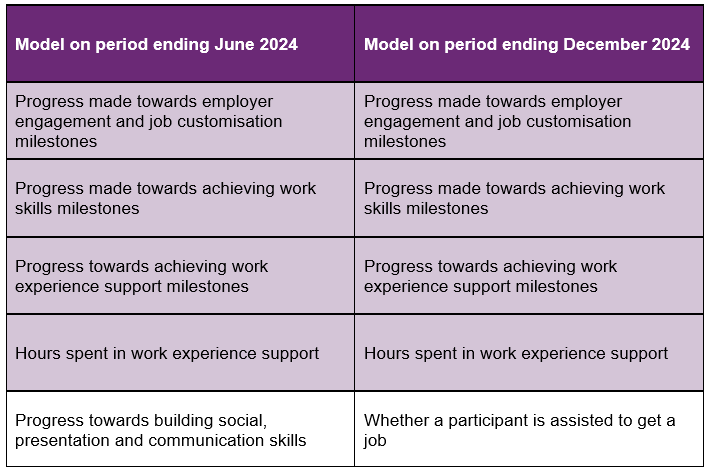 Model on period ending June 2024
Model on period ending December 2024
Progress made towards employer
engagement and job customisation
milestones
Progress made towards employer
engagement and job customisation
milestones
Progress made towards achieving work
skills milestones
Progress made towards achieving work
skills milestones
Progress towards achieving work
experience support milestones
Progress towards achieving work
experience support milestones
Hours spent in work experience support
Hours spent in work experience support
Progress towards building social,
presentation and communication skills
Whether a participant is assisted to get a
job